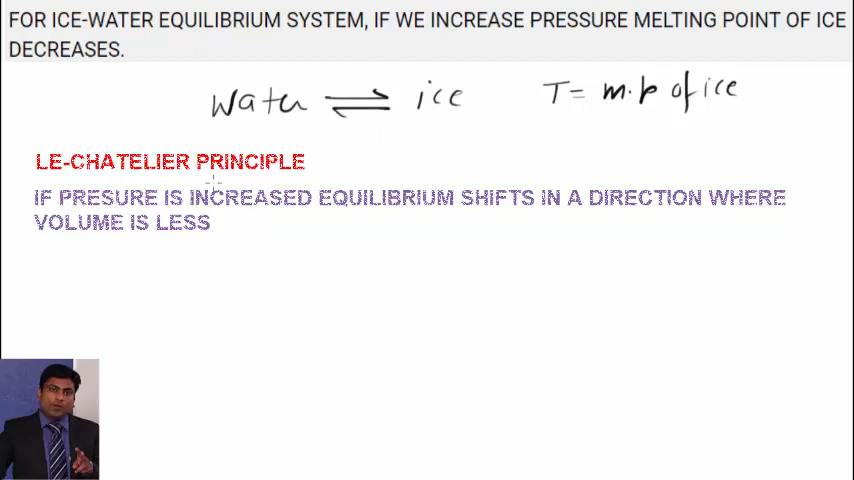 FOR ICE-WATER EQUILIBRIUM SYSTEM, IF WE INCREASE PRESSURE MELTING POINT OF ICE
DECREASES.
Water ⇌ ice T= m.p of ice
LE-CHATELIER PRINCIPLE
IF PRESURE IS INCREASED EQUILIBRIUM SHIFTS IN A DIRECTION WHERE
VOLUME IS LESS